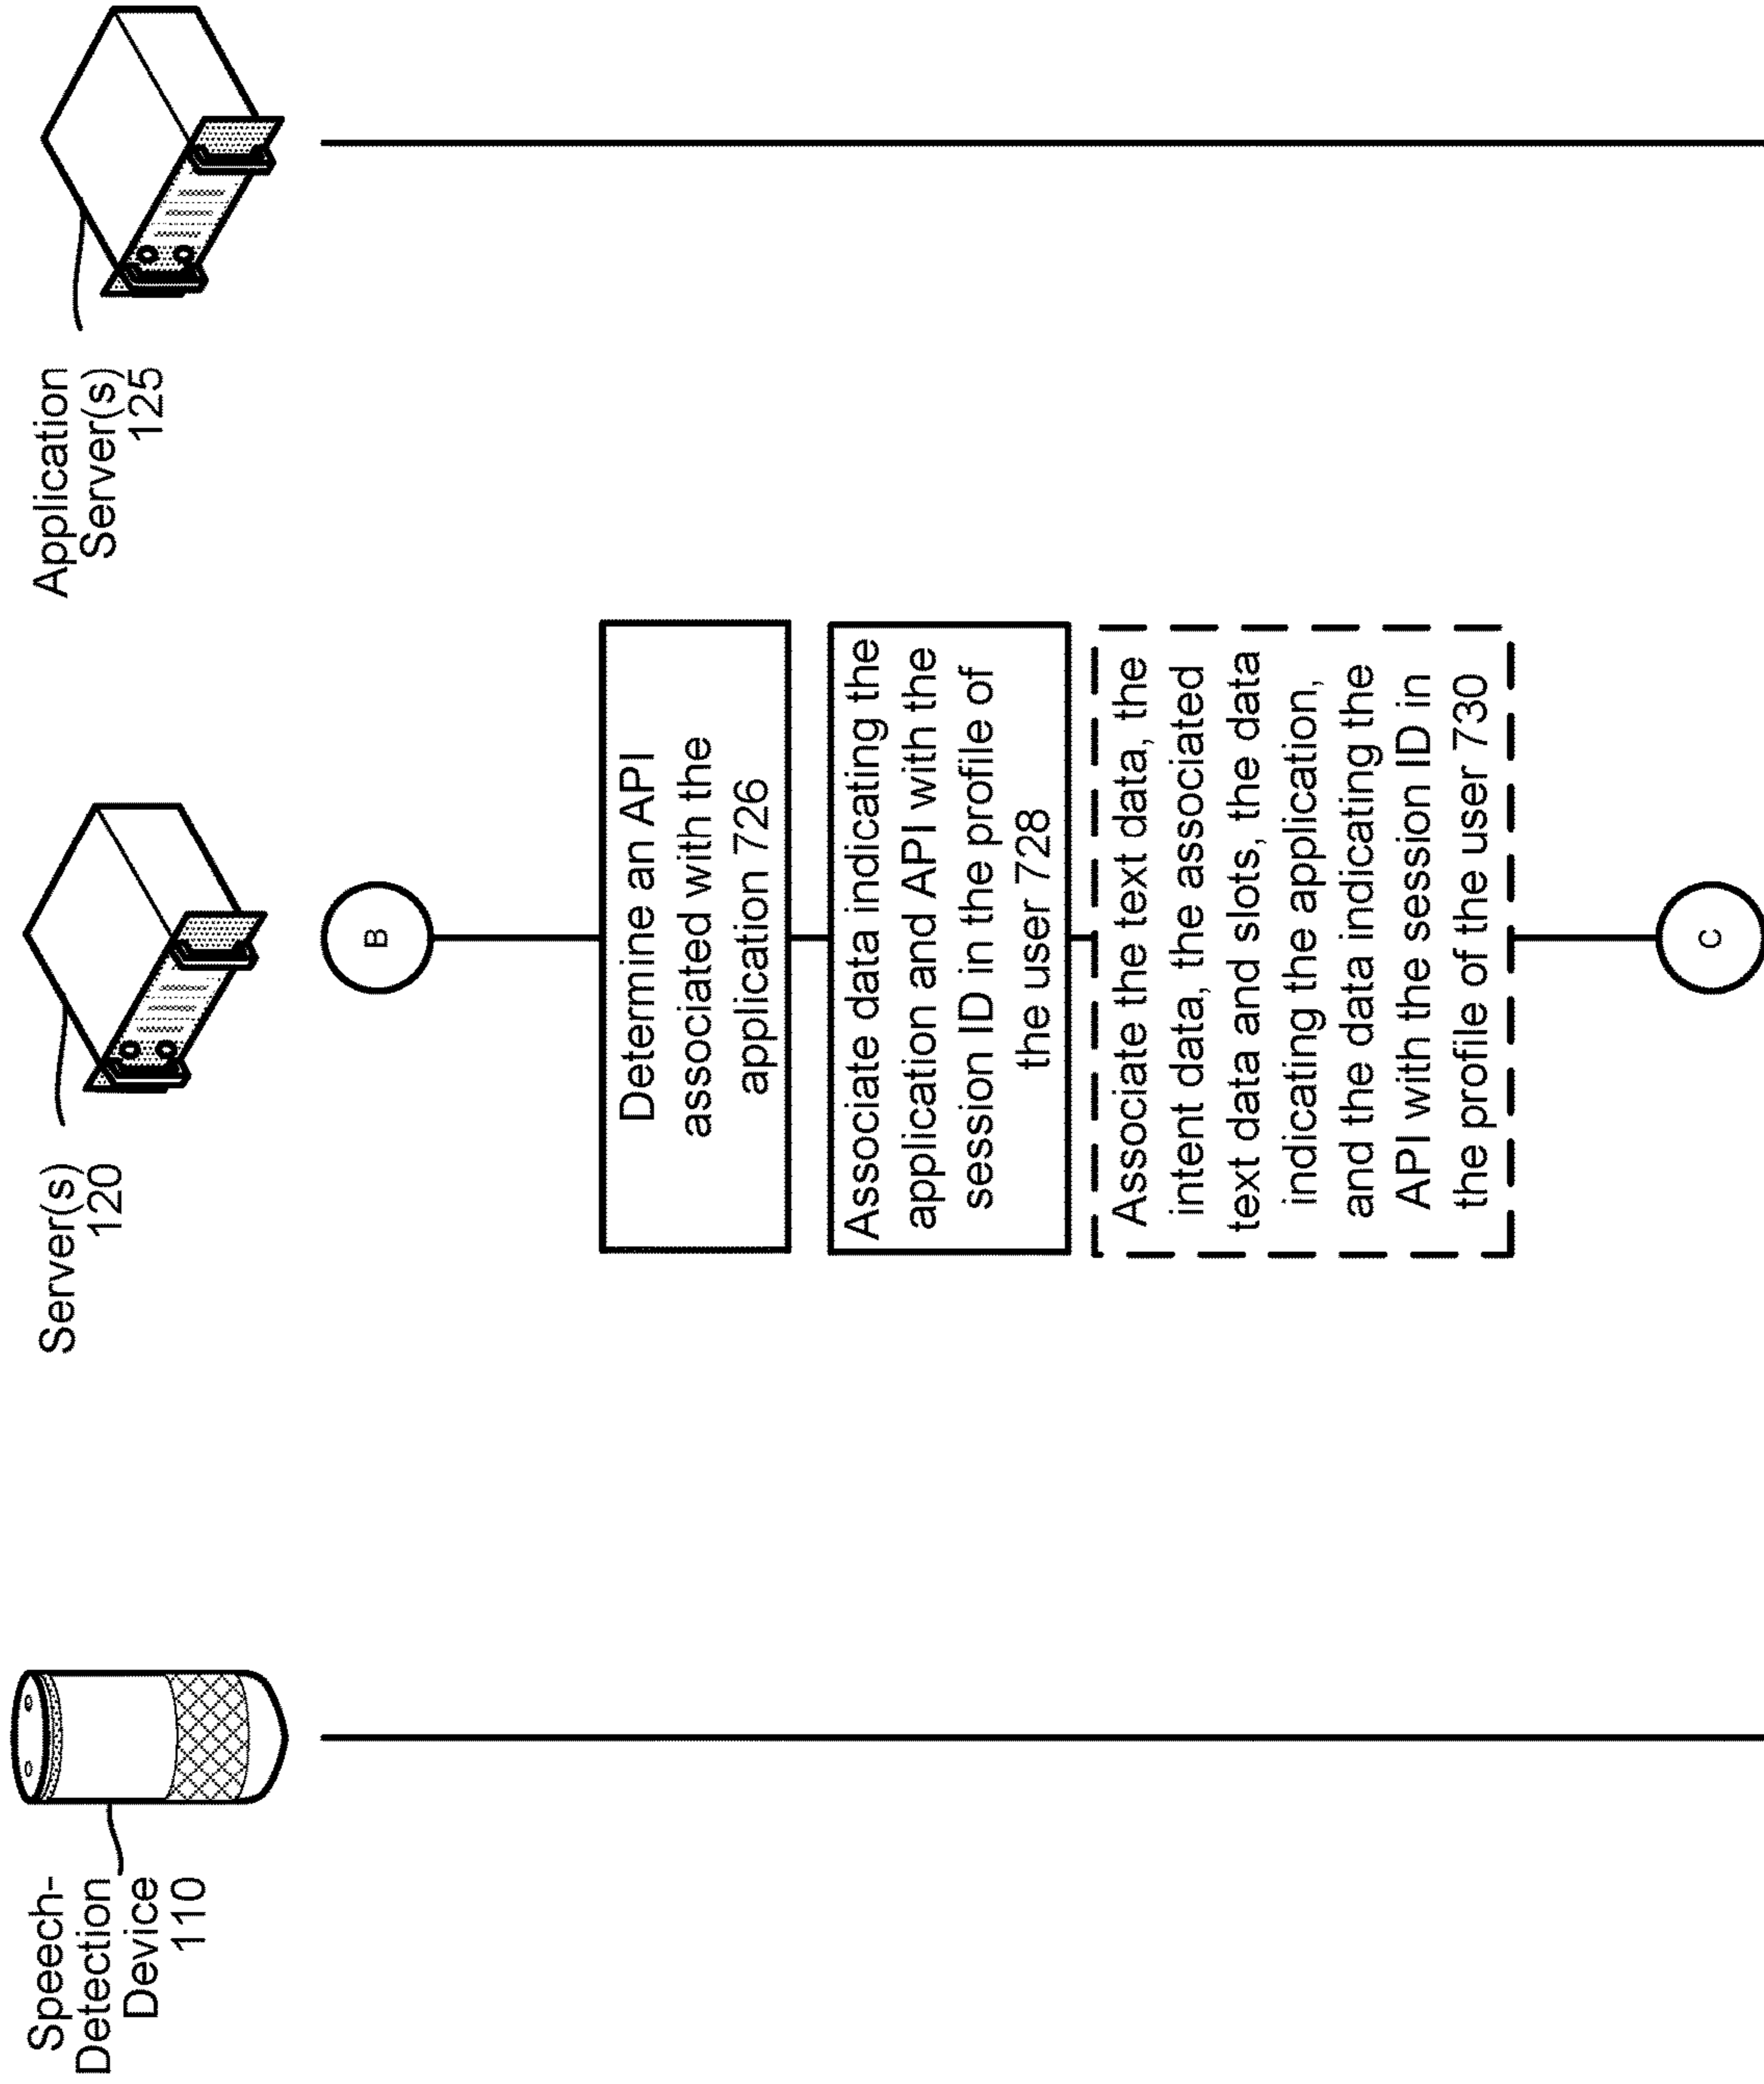 Speech-
Detection
Device
110
Server(s)
120
Application
Server(s)
125
B
Determine an API
associated with the
application 726
Associate data indicating the
application and API with the
session ID in the profile of
the user 728
Associate the text data, the
intent data, the associated
text data and slots, the data
indicating the application,
and the data indicating the
API with the session ID in
the profile of the user 730
C